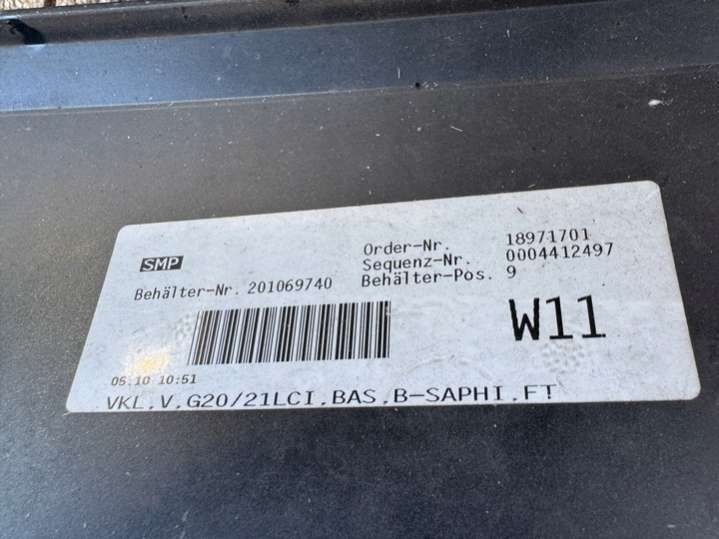 SMP
Order-Nr. 18971701
Sequenz-Nr. 0004412497
Behälter-Nr. 201069740 Behälter-Pos. 9
W11
05.10 10:51
VKL,V,G20/21LCI,BAS,B-SAPHI,FT